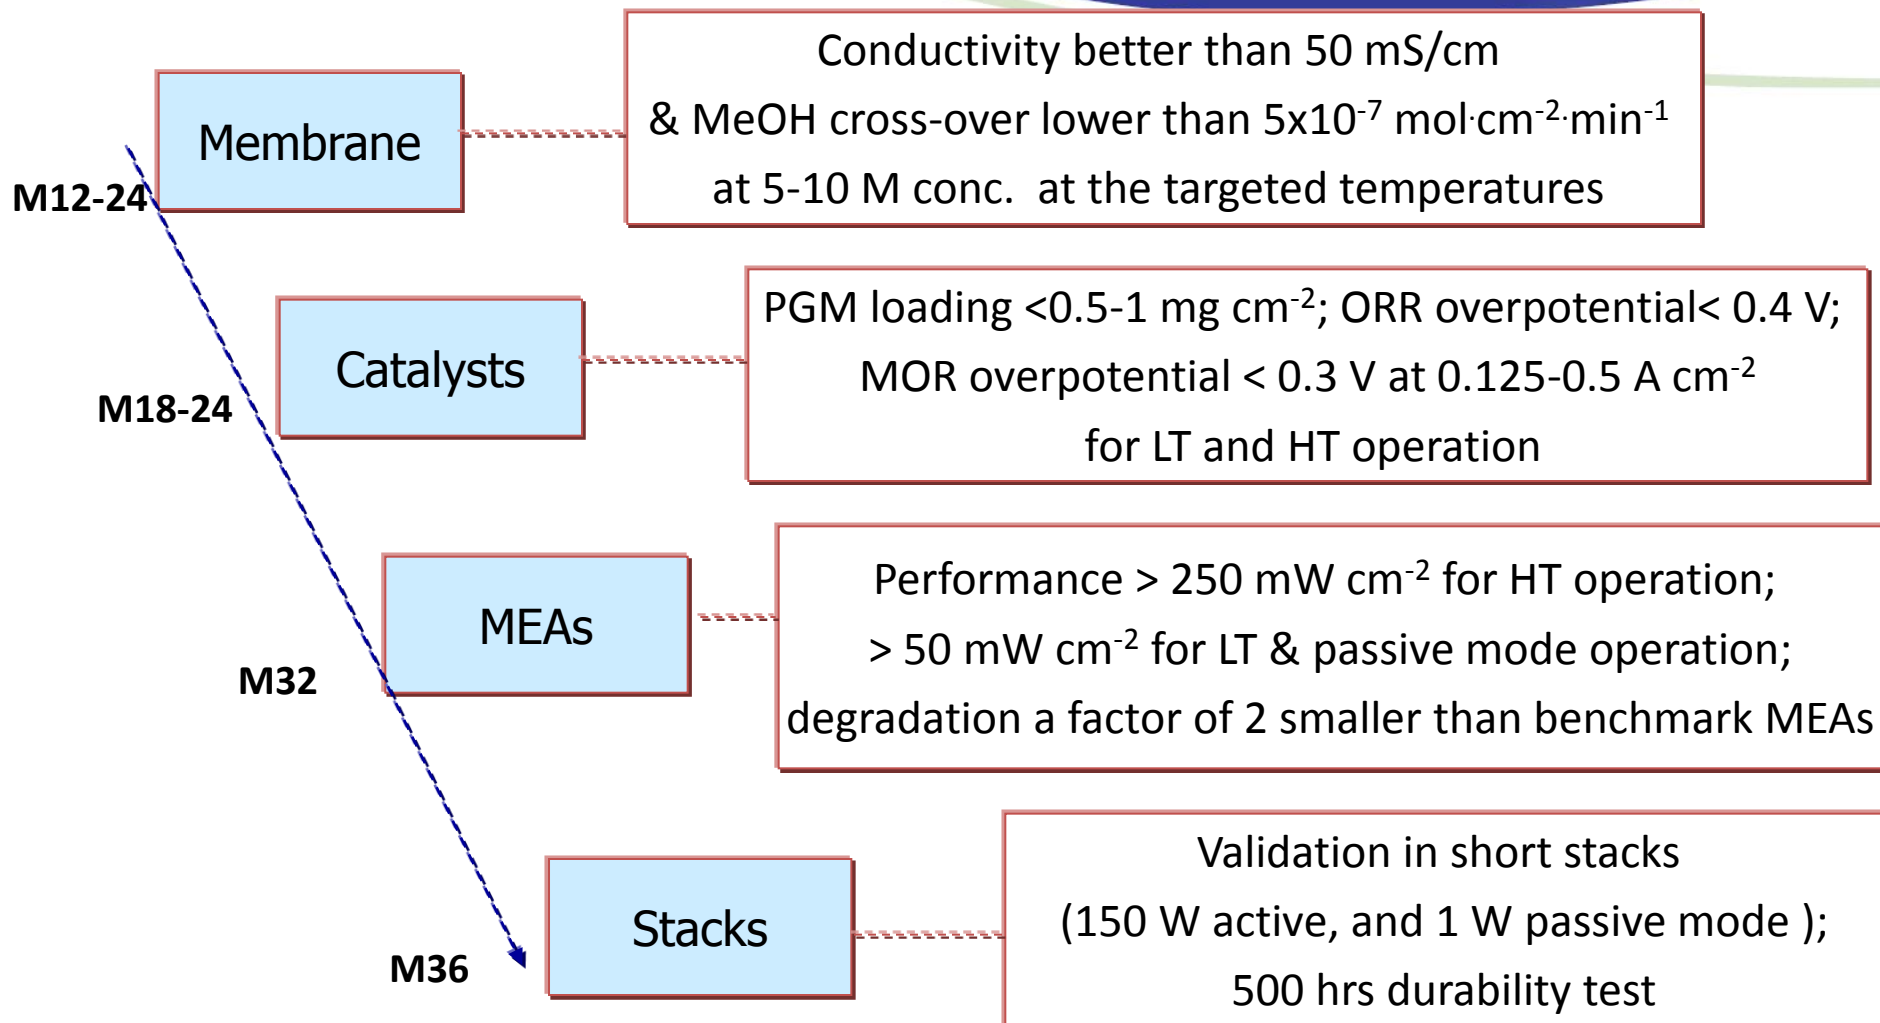 Conductivity better than 50 mS/cm
& MeOH cross-over lower than 5x10⁻⁷ mol·cm⁻²·min⁻¹
at 5-10 M conc. at the targeted temperatures
Membrane
M12-24
PGM loading <0.5-1 mg cm⁻²; ORR overpotential< 0.4 V;
MOR overpotential < 0.3 V at 0.125-0.5 A cm⁻²
for LT and HT operation
Catalysts
M18-24
Performance > 250 mW cm⁻² for HT operation;
> 50 mW cm⁻² for LT & passive mode operation;
degradation a factor of 2 smaller than benchmark MEAs
MEAs
M32
Validation in short stacks
(150 W active, and 1 W passive mode );
500 hrs durability test
Stacks
M36